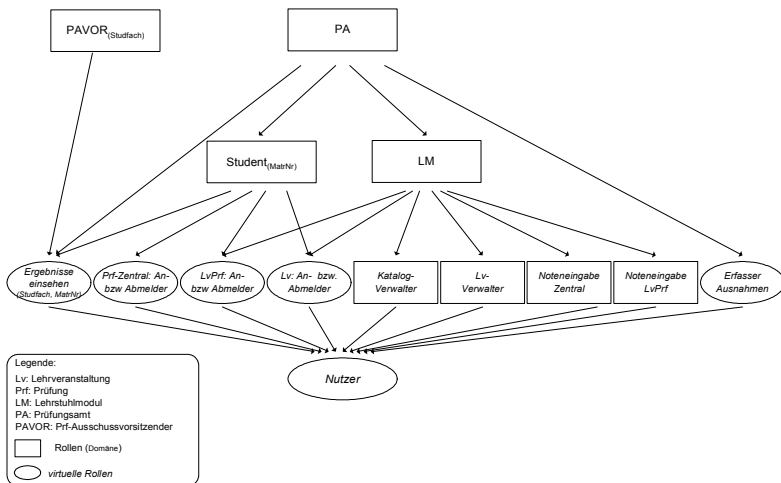 PAVOR(Studfach)
PA
Student(MatrNr)
LM
Ergebnisse
einsehen
(Studfach, MatrNr)
Prf-Zentral: An-
bzw Abmelder
LvPrf: An-
bzw Abmelder
Lv: An- bzw.
Abmelder
Katalog-
Verwalter
Lv-
Verwalter
Noteneingabe
Zentral
Noteneingabe
LvPrf
Erfasser
Ausnahmen
Nutzer
Legende:
Lv: Lehrveranstaltung
Prf: Prüfung
LM: Lehrstuhlmodul
PA: Prüfungsamt
PAVOR: Prf-Ausschussvorsitzender
Rollen (Domäne)
virtuelle Rollen